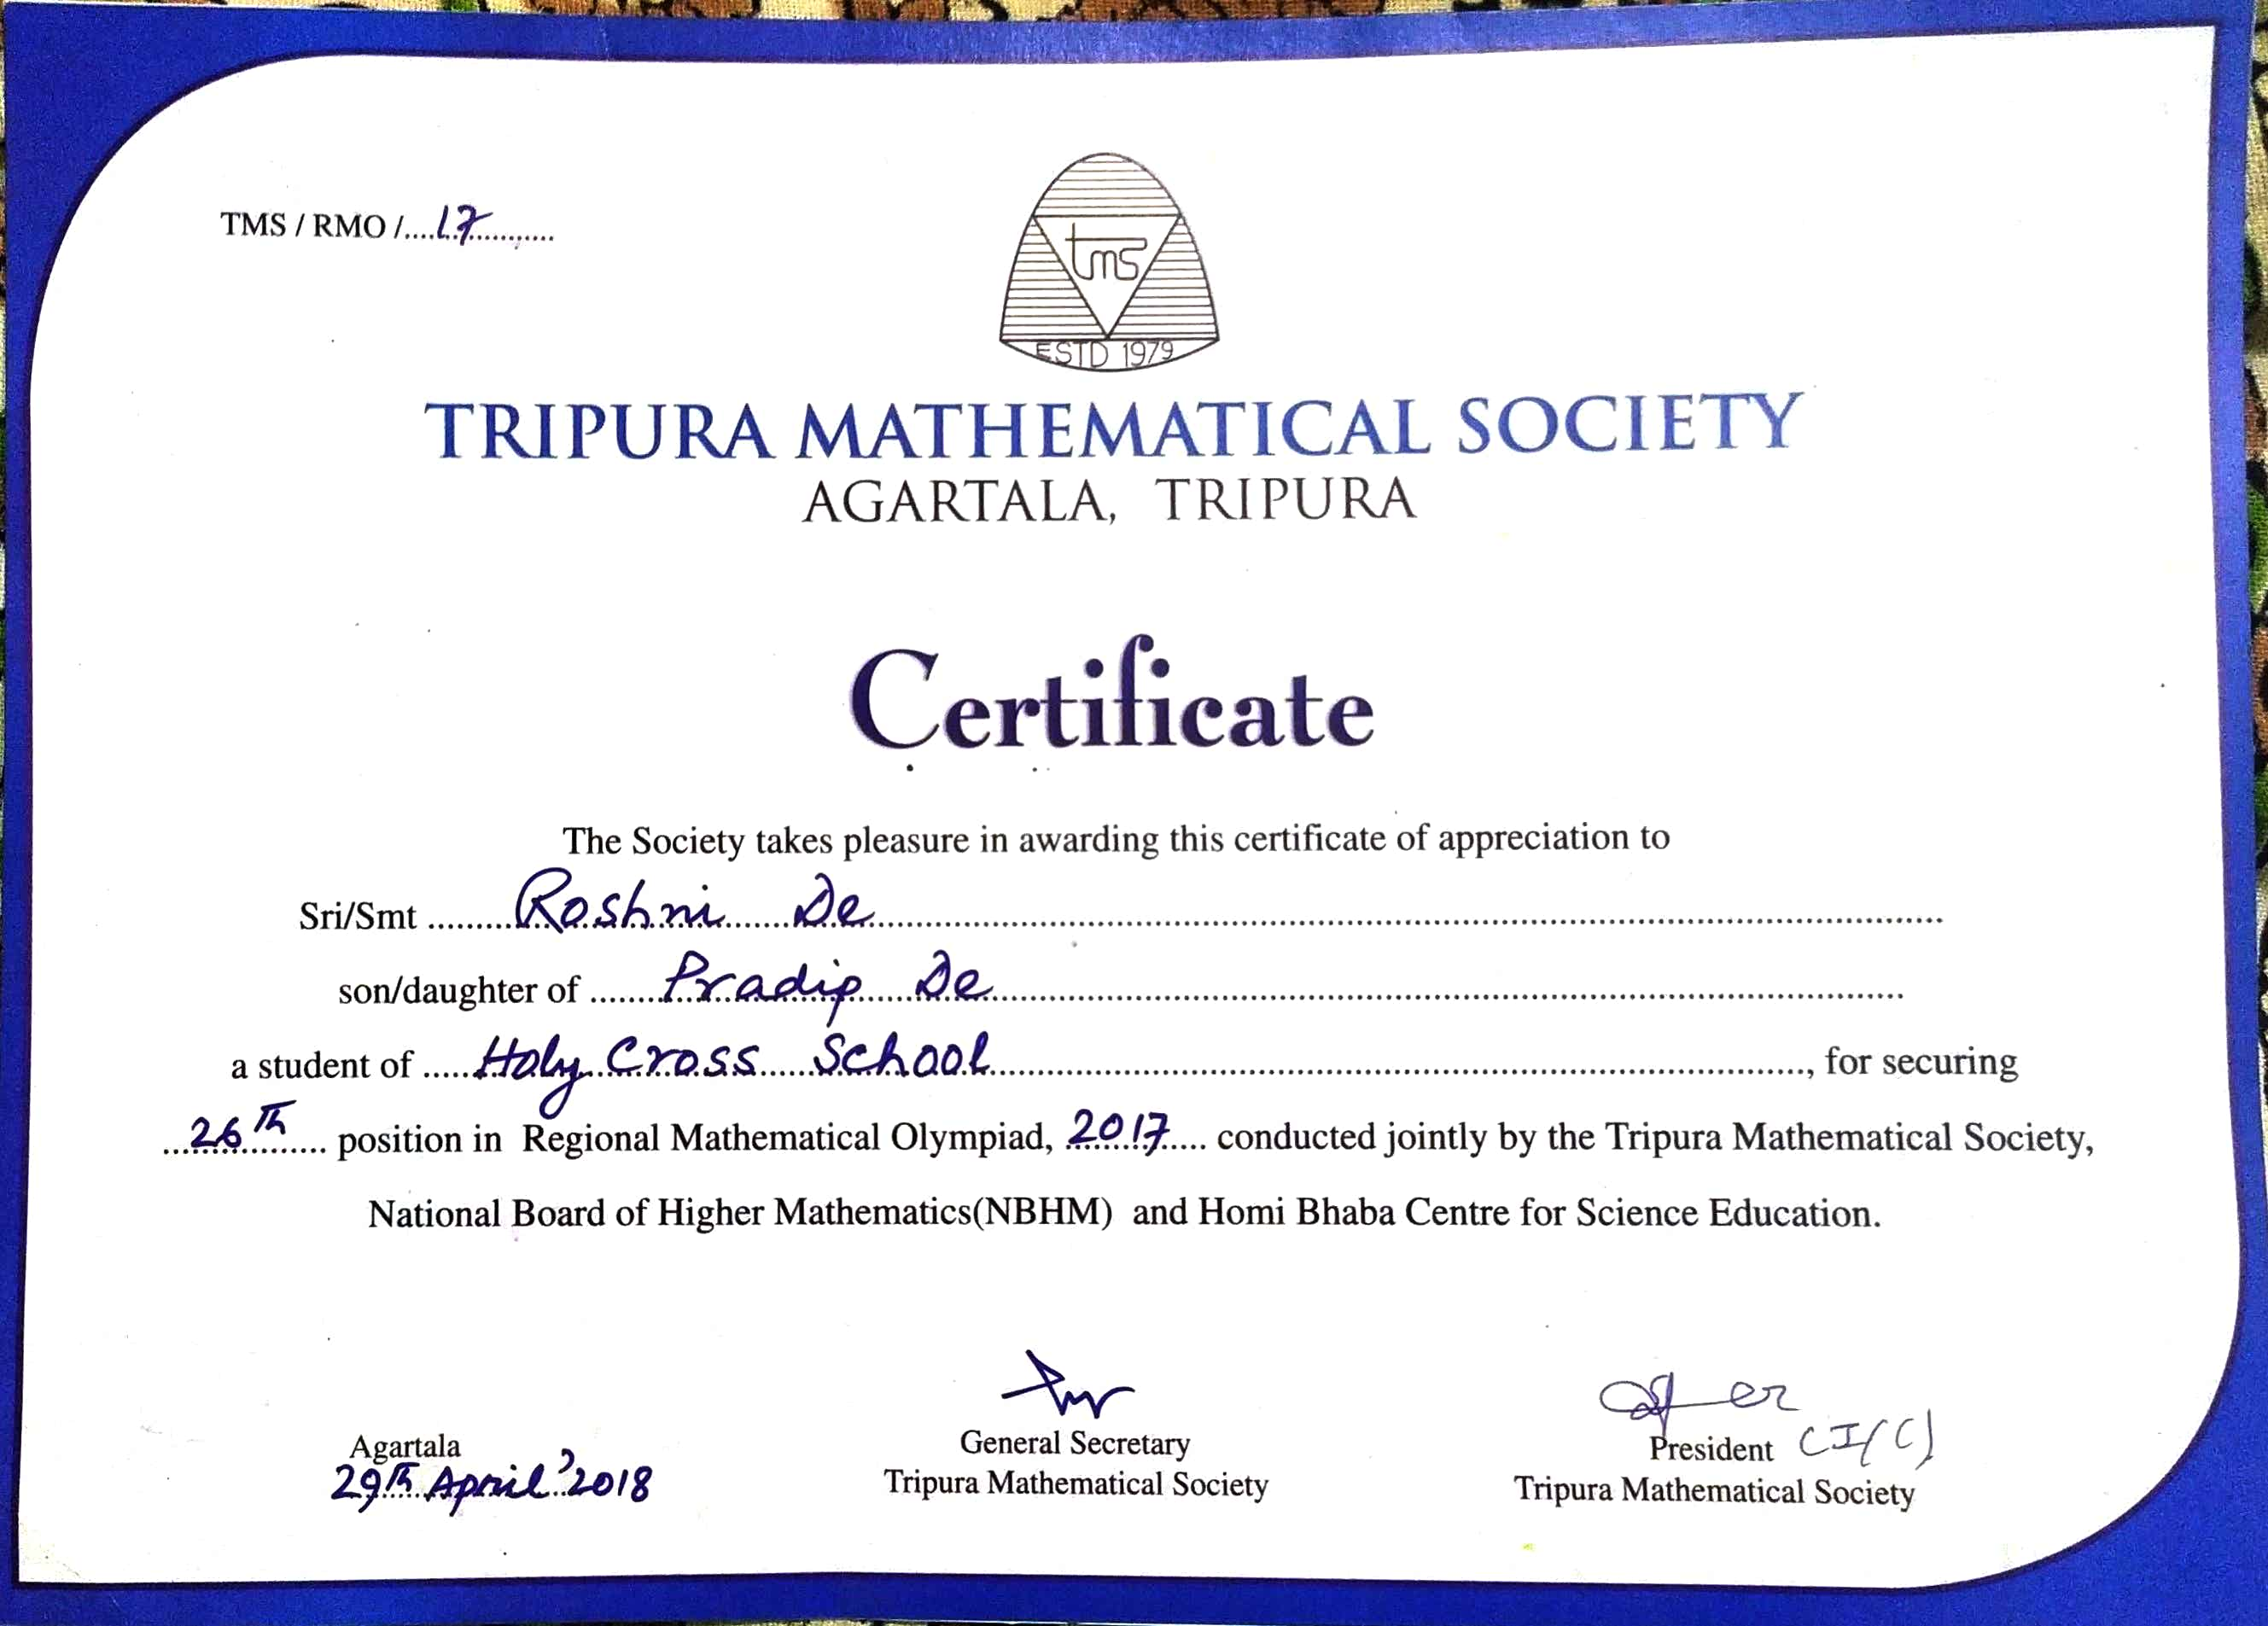 TMS / RMO /....17............
tms
ESTD 1979
TRIPURA MATHEMATICAL SOCIETY
AGARTALA, TRIPURA
Certificate
The Society takes pleasure in awarding this certificate of appreciation to
Sri/Smt Roshni De
son/daughter of Pradip De
a student of Holy Cross School, for securing
26th position in Regional Mathematical Olympiad, 2017 conducted jointly by the Tripura Mathematical Society,
National Board of Higher Mathematics(NBHM) and Homi Bhaba Centre for Science Education.
Agartala
29th April'2018
General Secretary
Tripura Mathematical Society
President
Tripura Mathematical Society